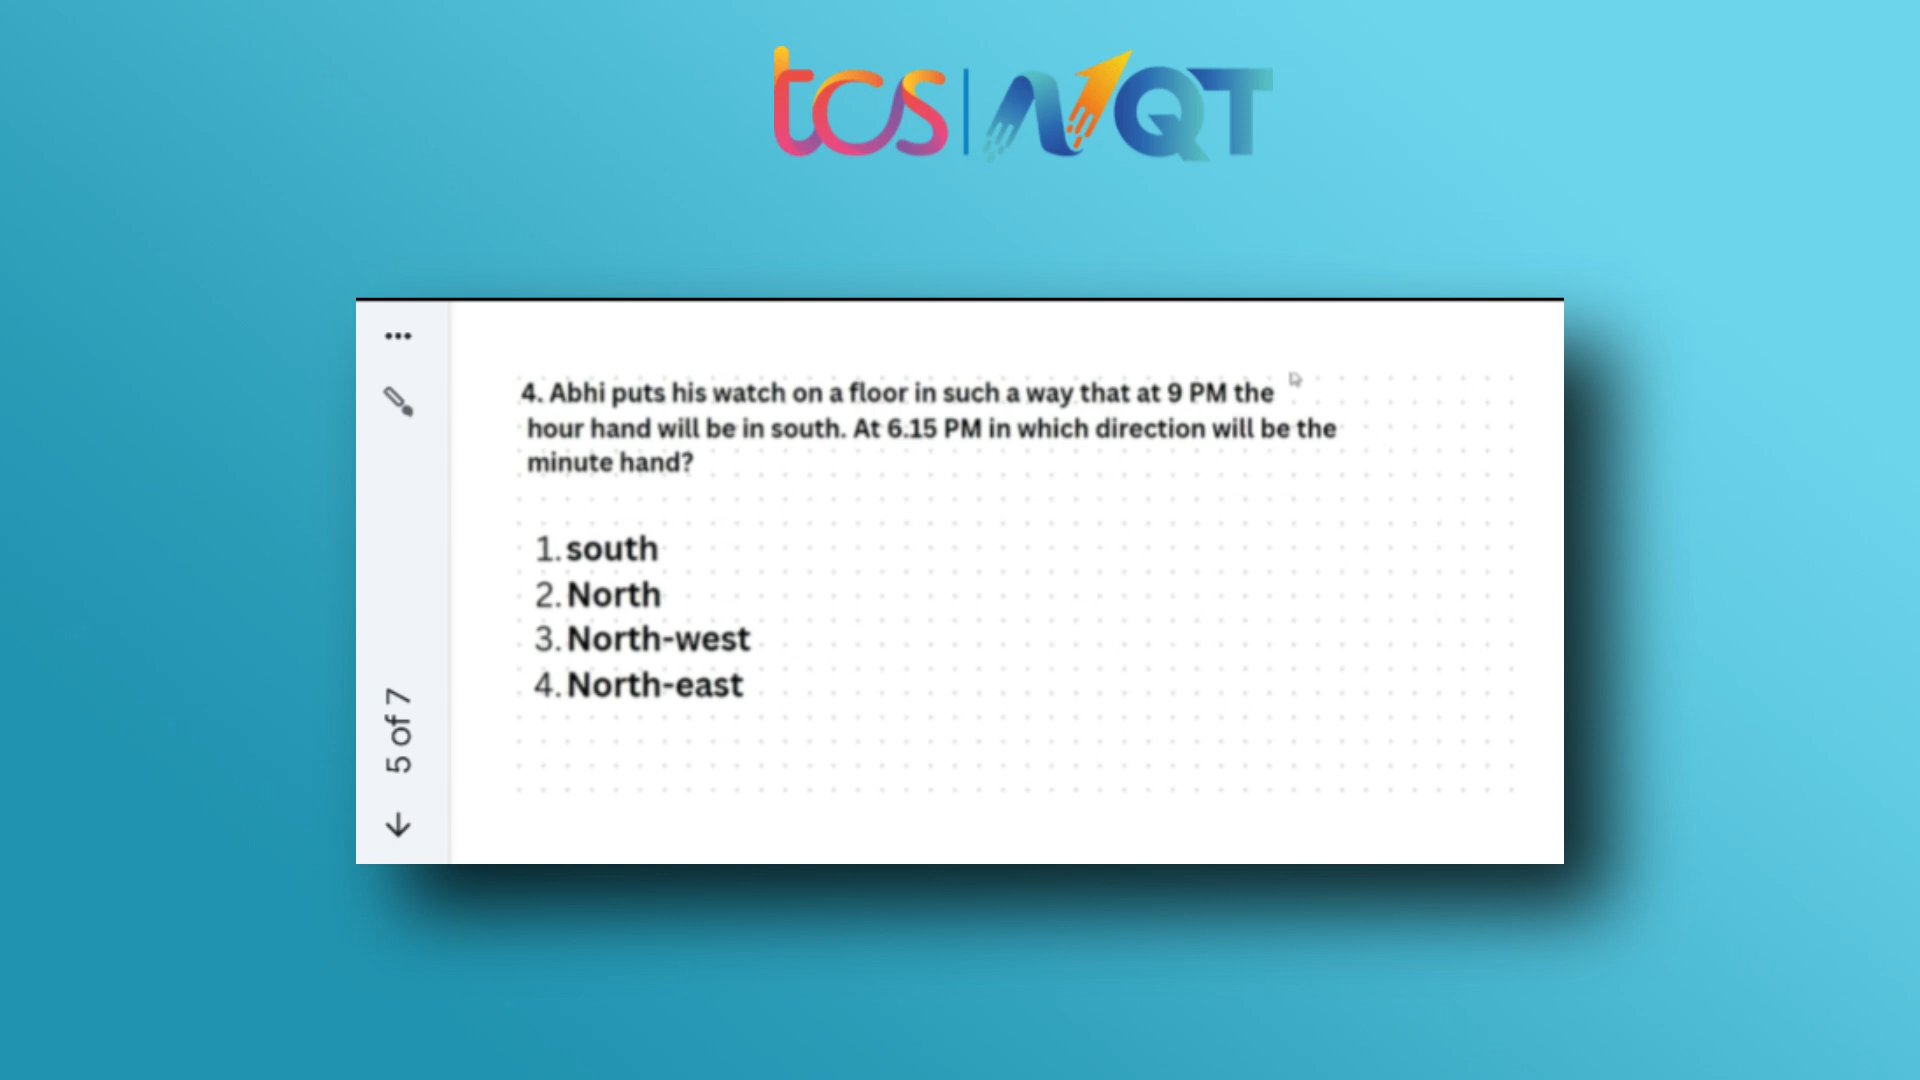 tcs | NQT
4. Abhi puts his watch on a floor in such a way that at 9 PM the
hour hand will be in south. At 6.15 PM in which direction will be the
minute hand?
1. south
2. North
3. North-west
4. North-east
5 of 7